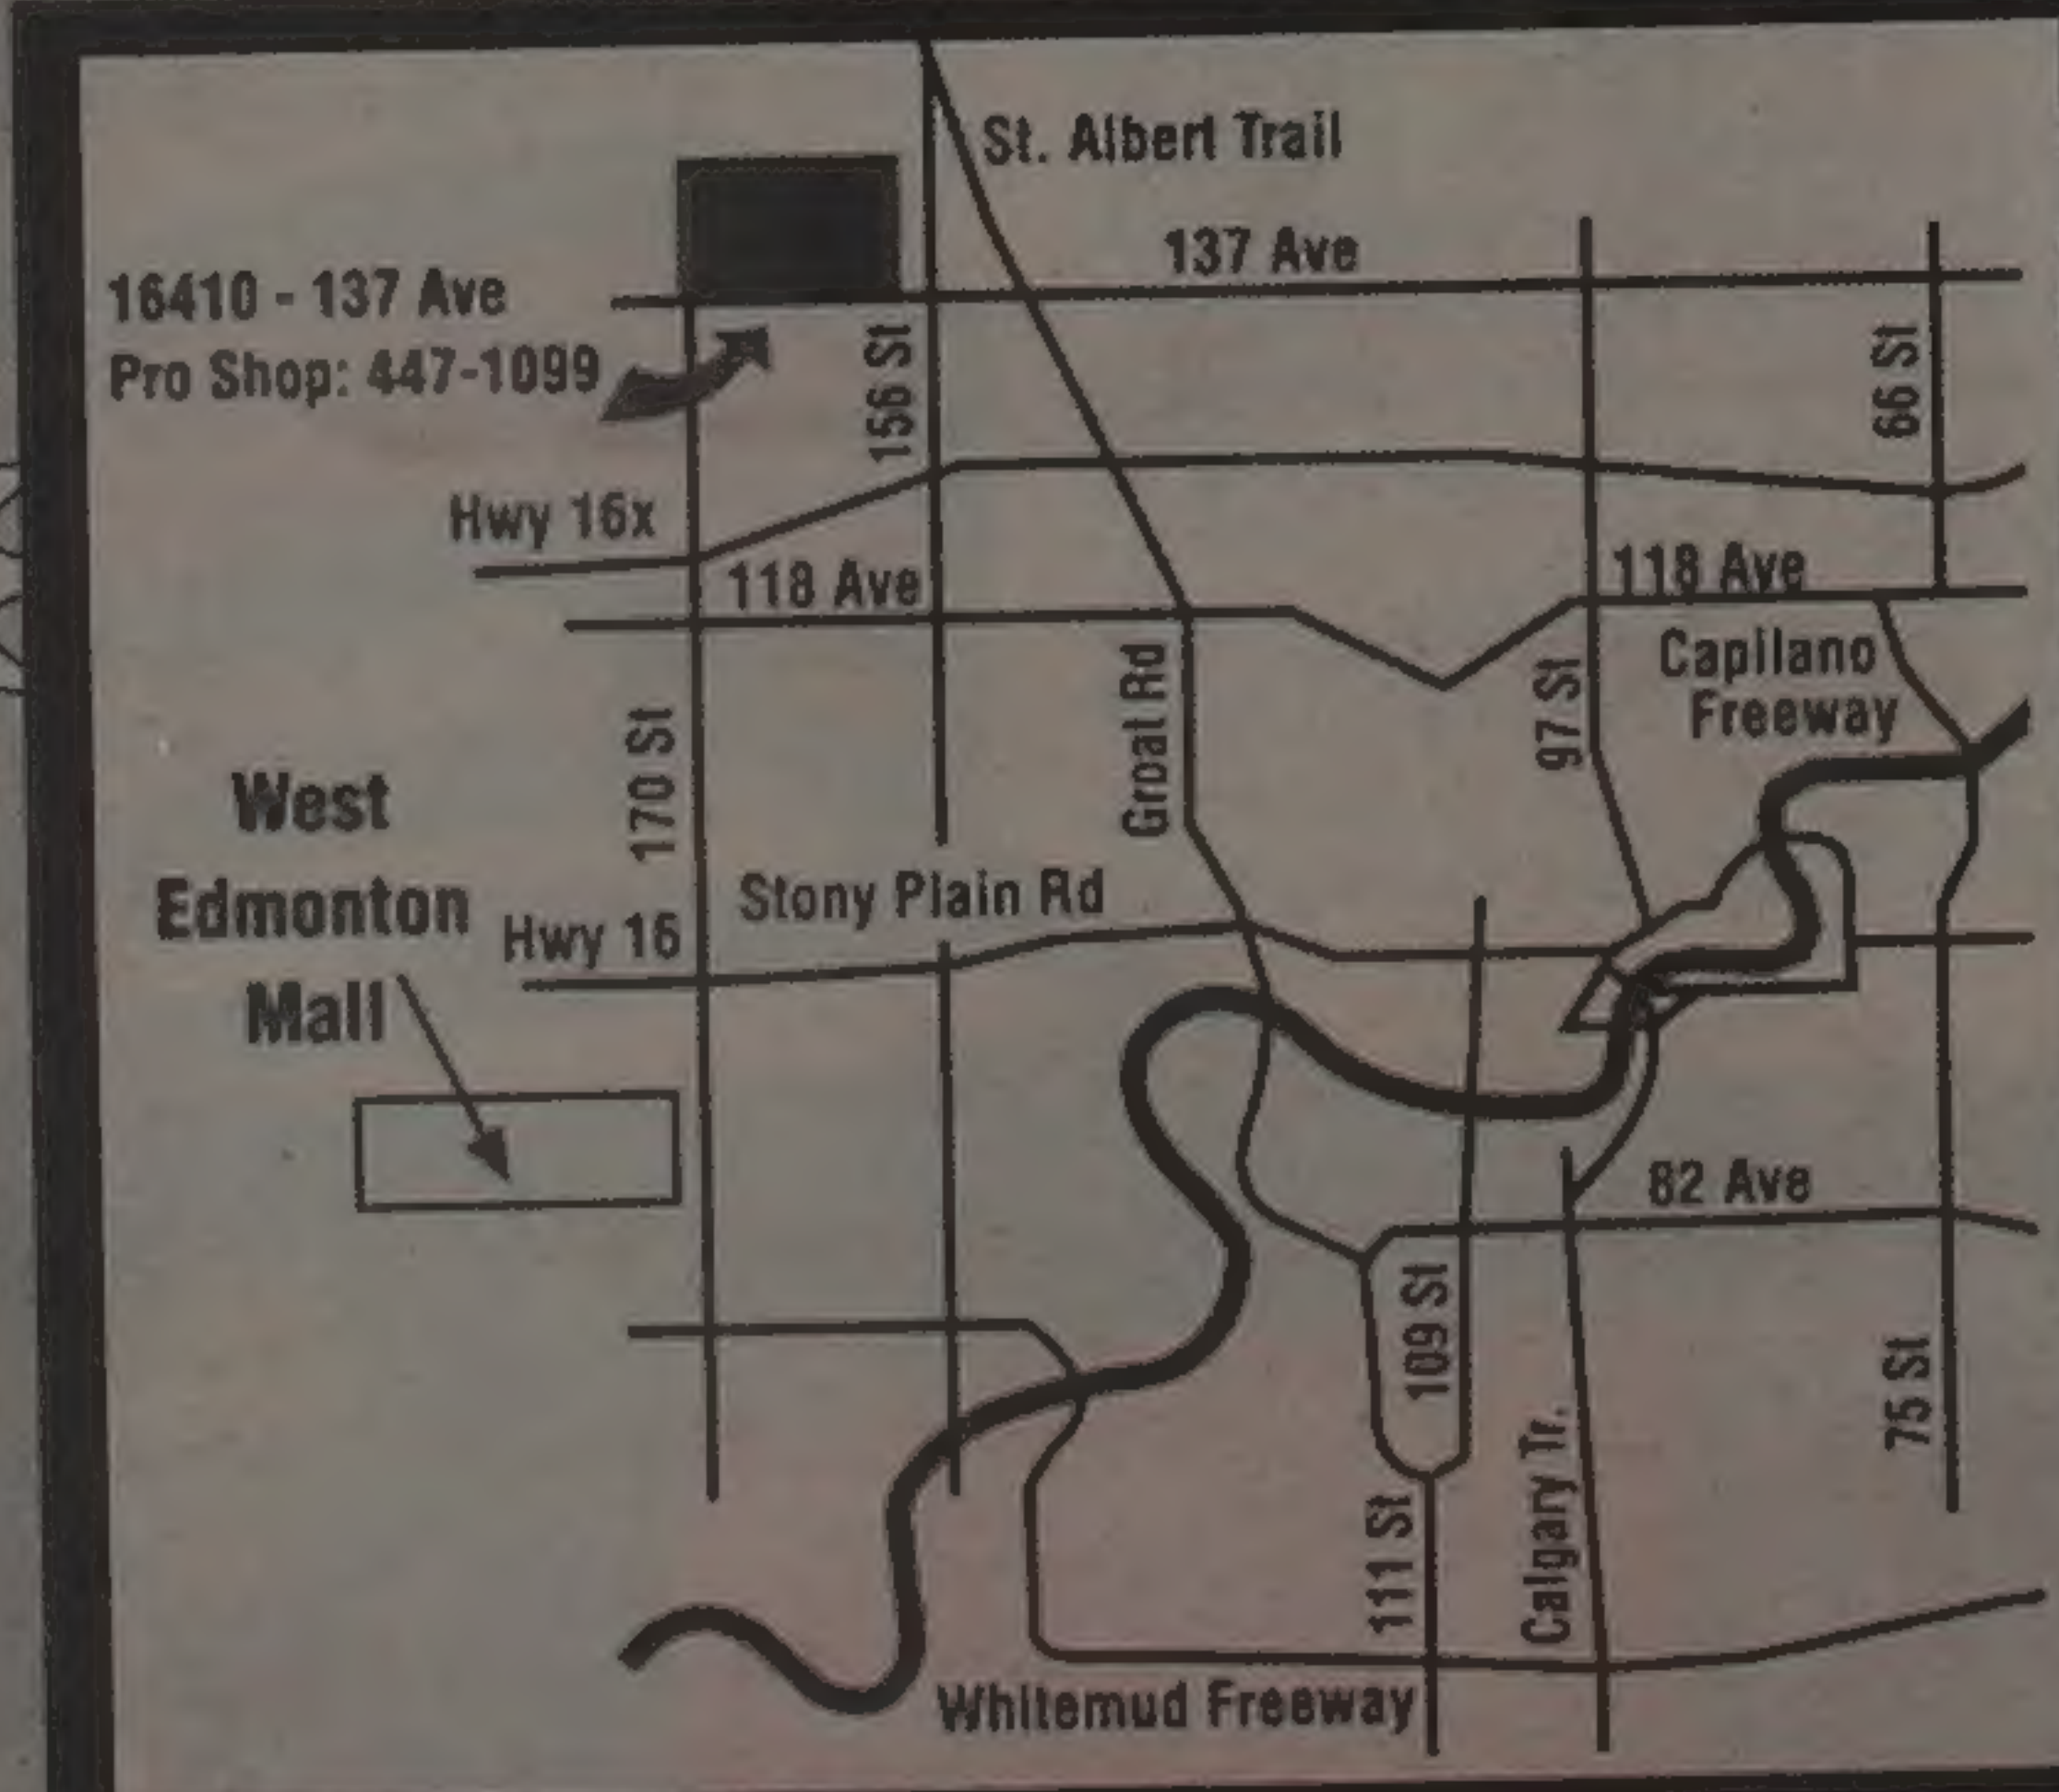 St. Albert Trail
137 Ave
16410 - 137 Ave
Pro Shop: 447-1099
156 St
66 St
Hwy 16x
118 Ave
118 Ave
Capilano
Freeway
Groat Rd
97 St
170 St
West
Edmonton
Mall
Stony Plain Rd
Hwy 16
82 Ave
109 St
75 St
111 St
Calgary Tr.
Whitemud Freeway